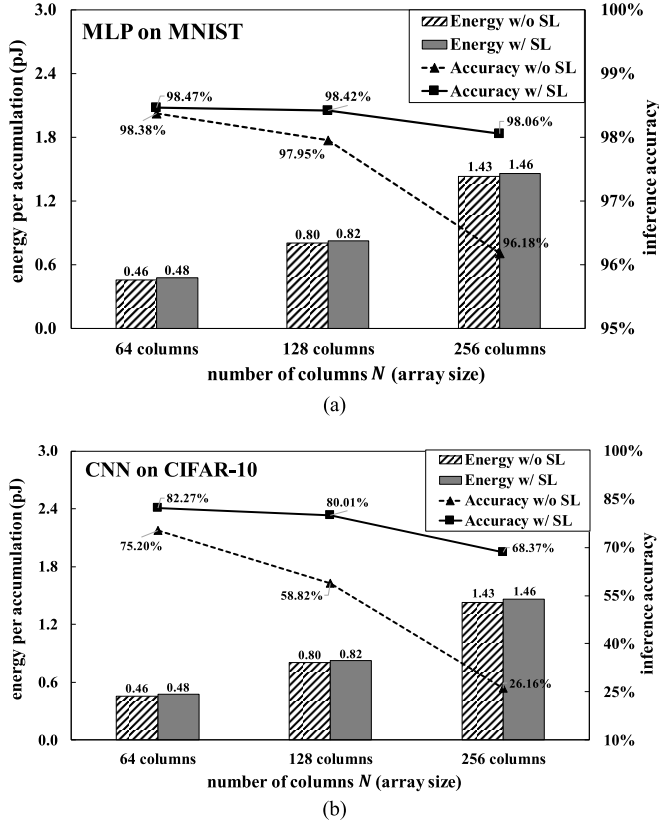 MLP on MNIST
Energy w/o SL
Energy w/ SL
Accuracy w/o SL
Accuracy w/ SL
energy per accumulation (pJ)
3.0
2.4
1.8
1.2
0.6
0.0
98.47%
98.42%
98.06%
98.38%
97.95%
96.18%
0.46
0.48
0.80
0.82
1.43
1.46
100%
99%
98%
97%
96%
95%
inference accuracy
64 columns
128 columns
256 columns
number of columns N (array size)
(a)
CNN on CIFAR-10
Energy w/o SL
Energy w/ SL
Accuracy w/o SL
Accuracy w/ SL
energy per accumulation (pJ)
3.0
2.4
1.8
1.2
0.6
0.0
82.27%
80.01%
68.37%
75.20%
58.82%
26.16%
0.46
0.48
0.80
0.82
1.43
1.46
100%
85%
70%
55%
40%
25%
10%
inference accuracy
64 columns
128 columns
256 columns
number of columns N (array size)
(b)